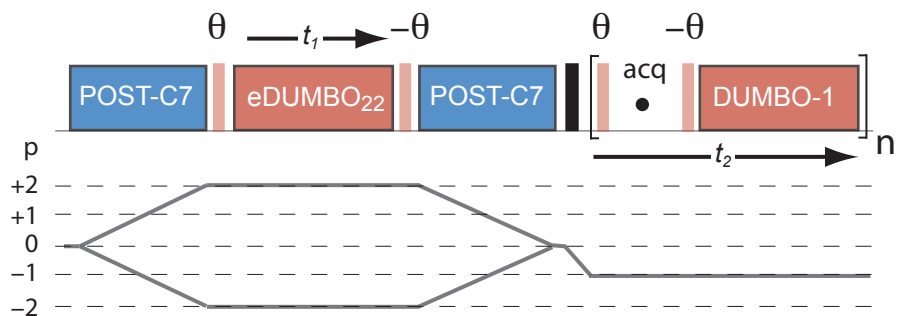 θ t₁ −θ θ −θ
POST-C7 eDUMBO₂₂ POST-C7 acq DUMBO-1
n
t₂
p
+2
+1
0
−1
−2